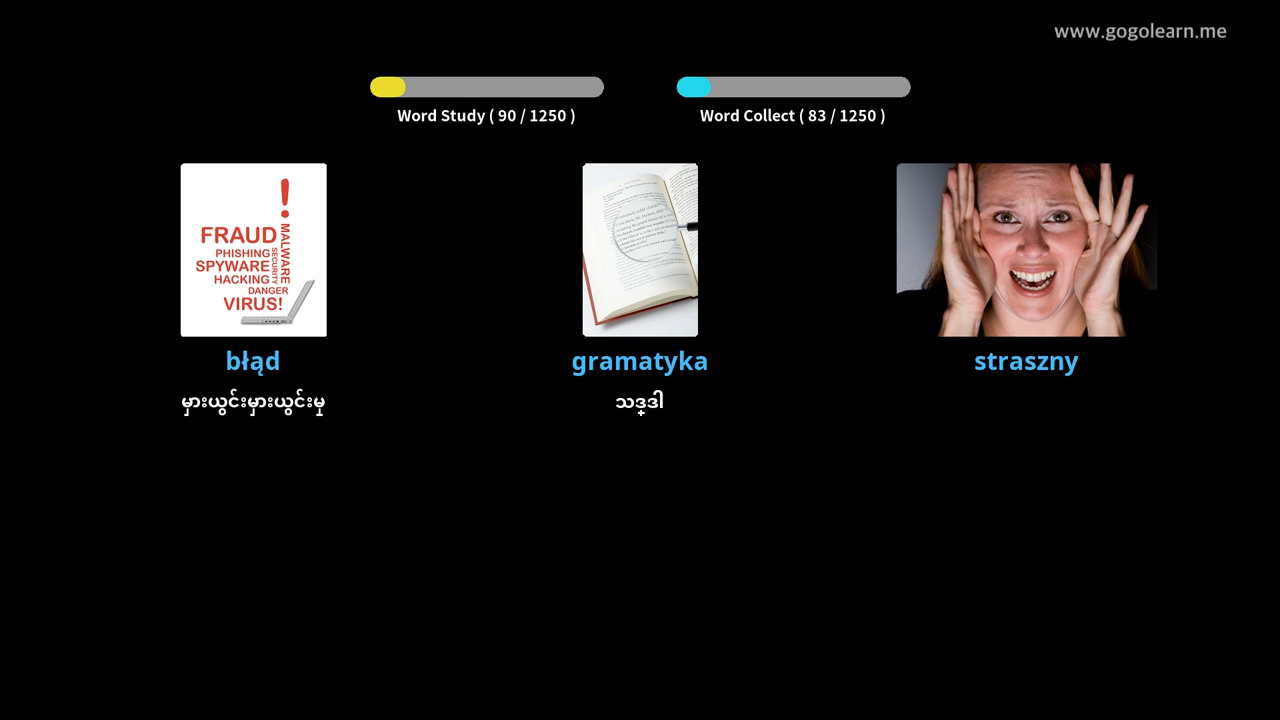 www.gogolearn.me
Word Study ( 90 / 1250 )
Word Collect ( 83 / 1250 )
!
FRAUD
MALWARE
PHISHING
SECURITY
SPYWARE
HACKING
DANGER
VIRUS!
błąd
gramatyka
straszny
မှားယွင်းမှားယွင်းမှု
သဒ္ဒါ